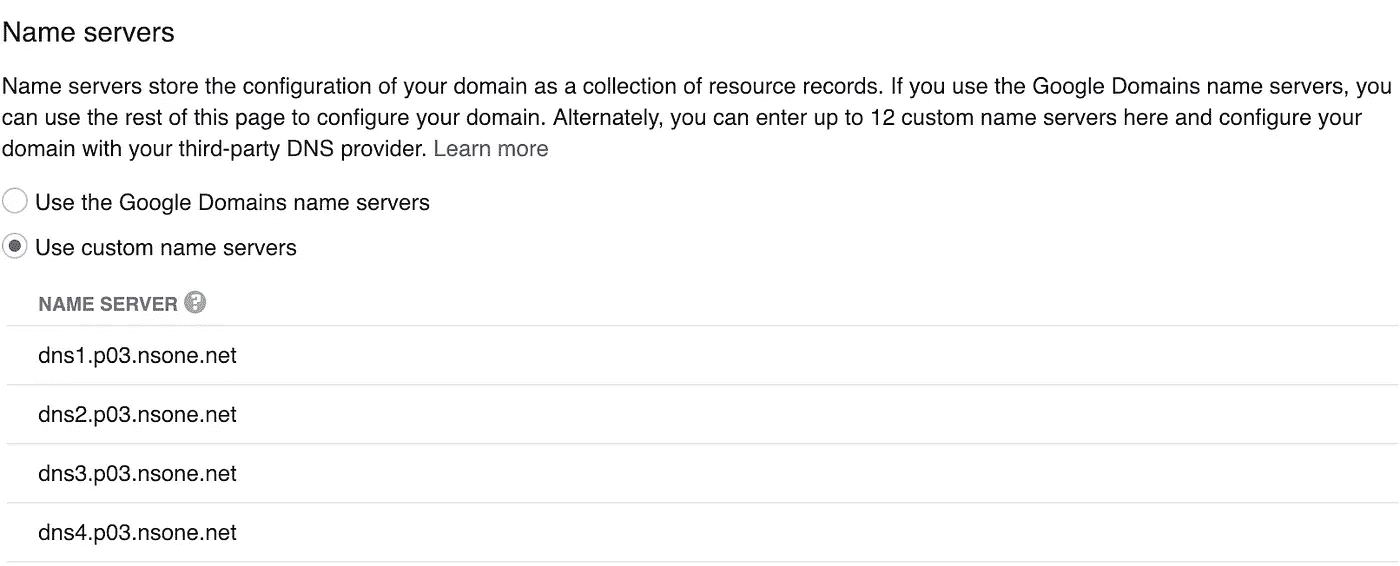 Name servers
Name servers store the configuration of your domain as a collection of resource records. If you use the Google Domains name servers, you
can use the rest of this page to configure your domain. Alternately, you can enter up to 12 custom name servers here and configure your
domain with your third-party DNS provider. Learn more
Use the Google Domains name servers
Use custom name servers
NAME SERVER ?
dns1.p03.nsone.net
dns2.p03.nsone.net
dns3.p03.nsone.net
dns4.p03.nsone.net